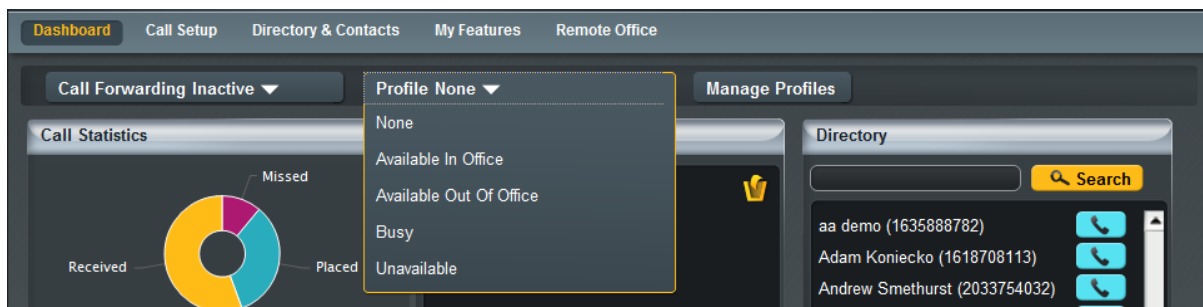 Dashboard Call Setup Directory & Contacts My Features Remote Office
Call Forwarding Inactive Profile None Manage Profiles
None
Available In Office
Available Out Of Office
Busy
Unavailable
Call Statistics
Missed
Received
Placed
Directory
Search
aa demo (1635888782)
Adam Koniecko (1618708113)
Andrew Smethurst (2033754032)